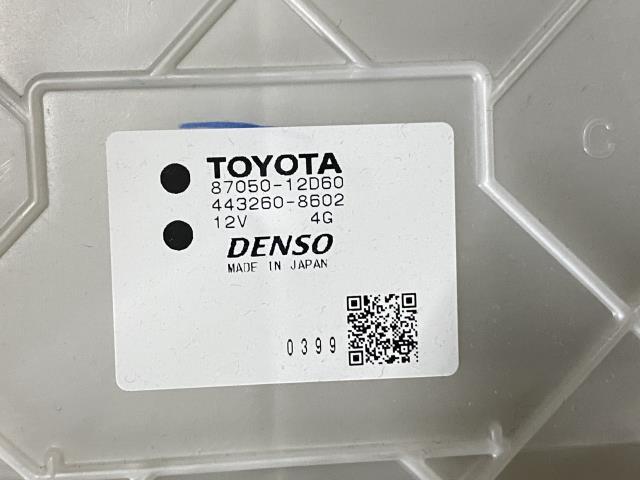 TOYOTA
87050-12D60
443260-8602
12V 4G
DENSO
MADE IN JAPAN
0399
C